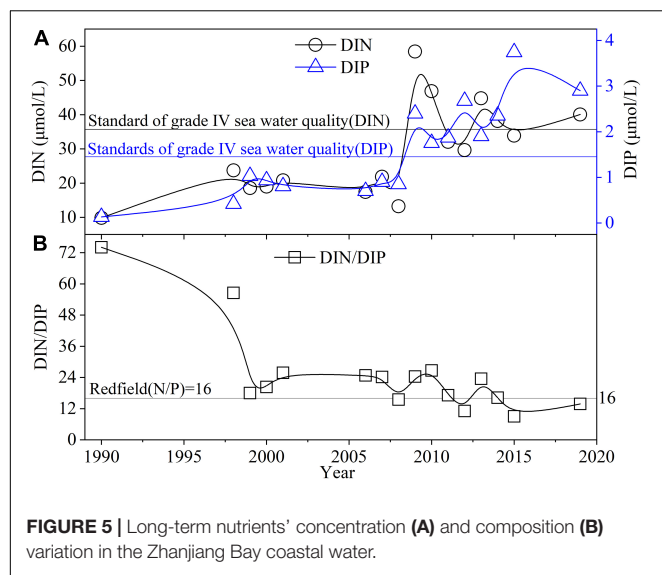 A
DIN
DIP
DIN (μmol/L)
60
50
40
30
20
10
Standard of grade IV sea water quality(DIN)
Standards of grade IV sea water quality(DIP)
4
3
2
1
0
DIP (μmol/L)
B
DIN/DIP
DIN/DIP
72
60
48
36
24
12
0
Redfield(N/P)=16
16
1990 1995 2000 2005 2010 2015 2020
Year
FIGURE 5 | Long-term nutrients’ concentration (A) and composition (B)
variation in the Zhanjiang Bay coastal water.